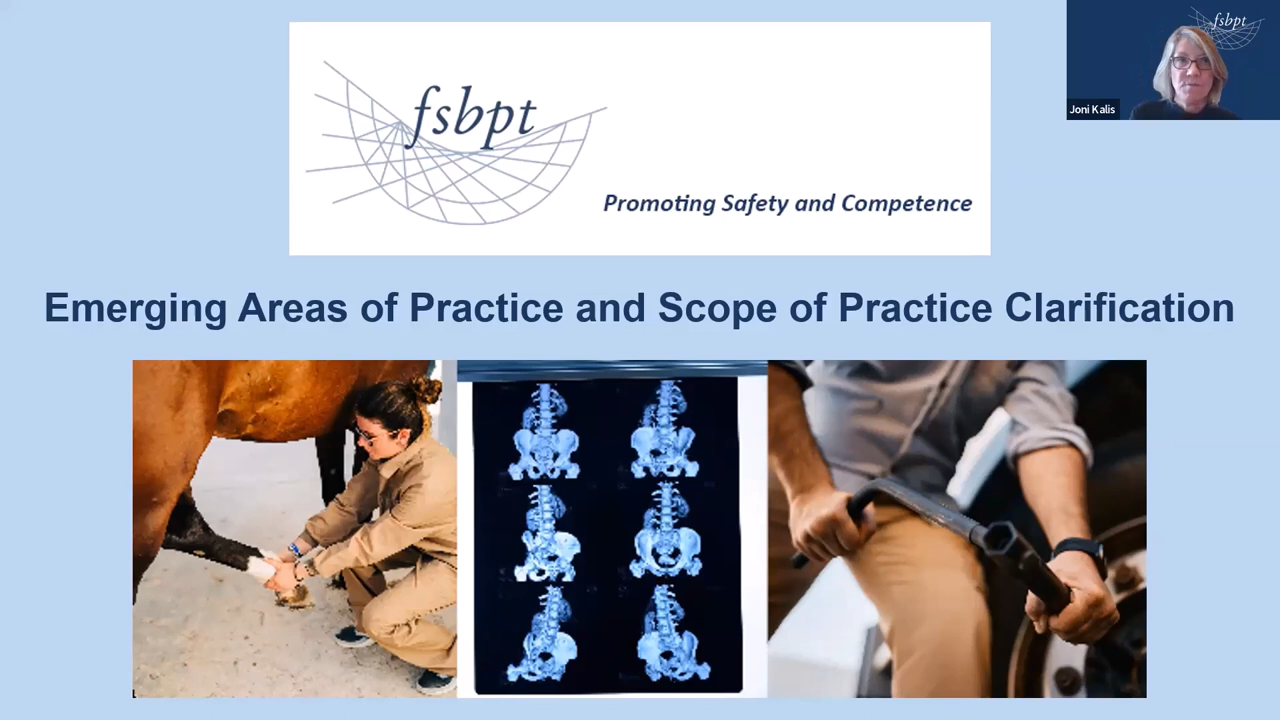 fsbpt
Promoting Safety and Competence
fsbpt
Joni Kalis
Emerging Areas of Practice and Scope of Practice Clarification